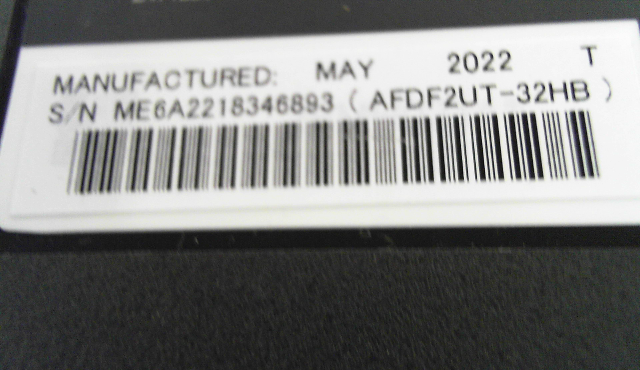 MANUFACTURED: MAY 2022 T
S/N ME6A2218346893 ( AFDF2UT-32HB )